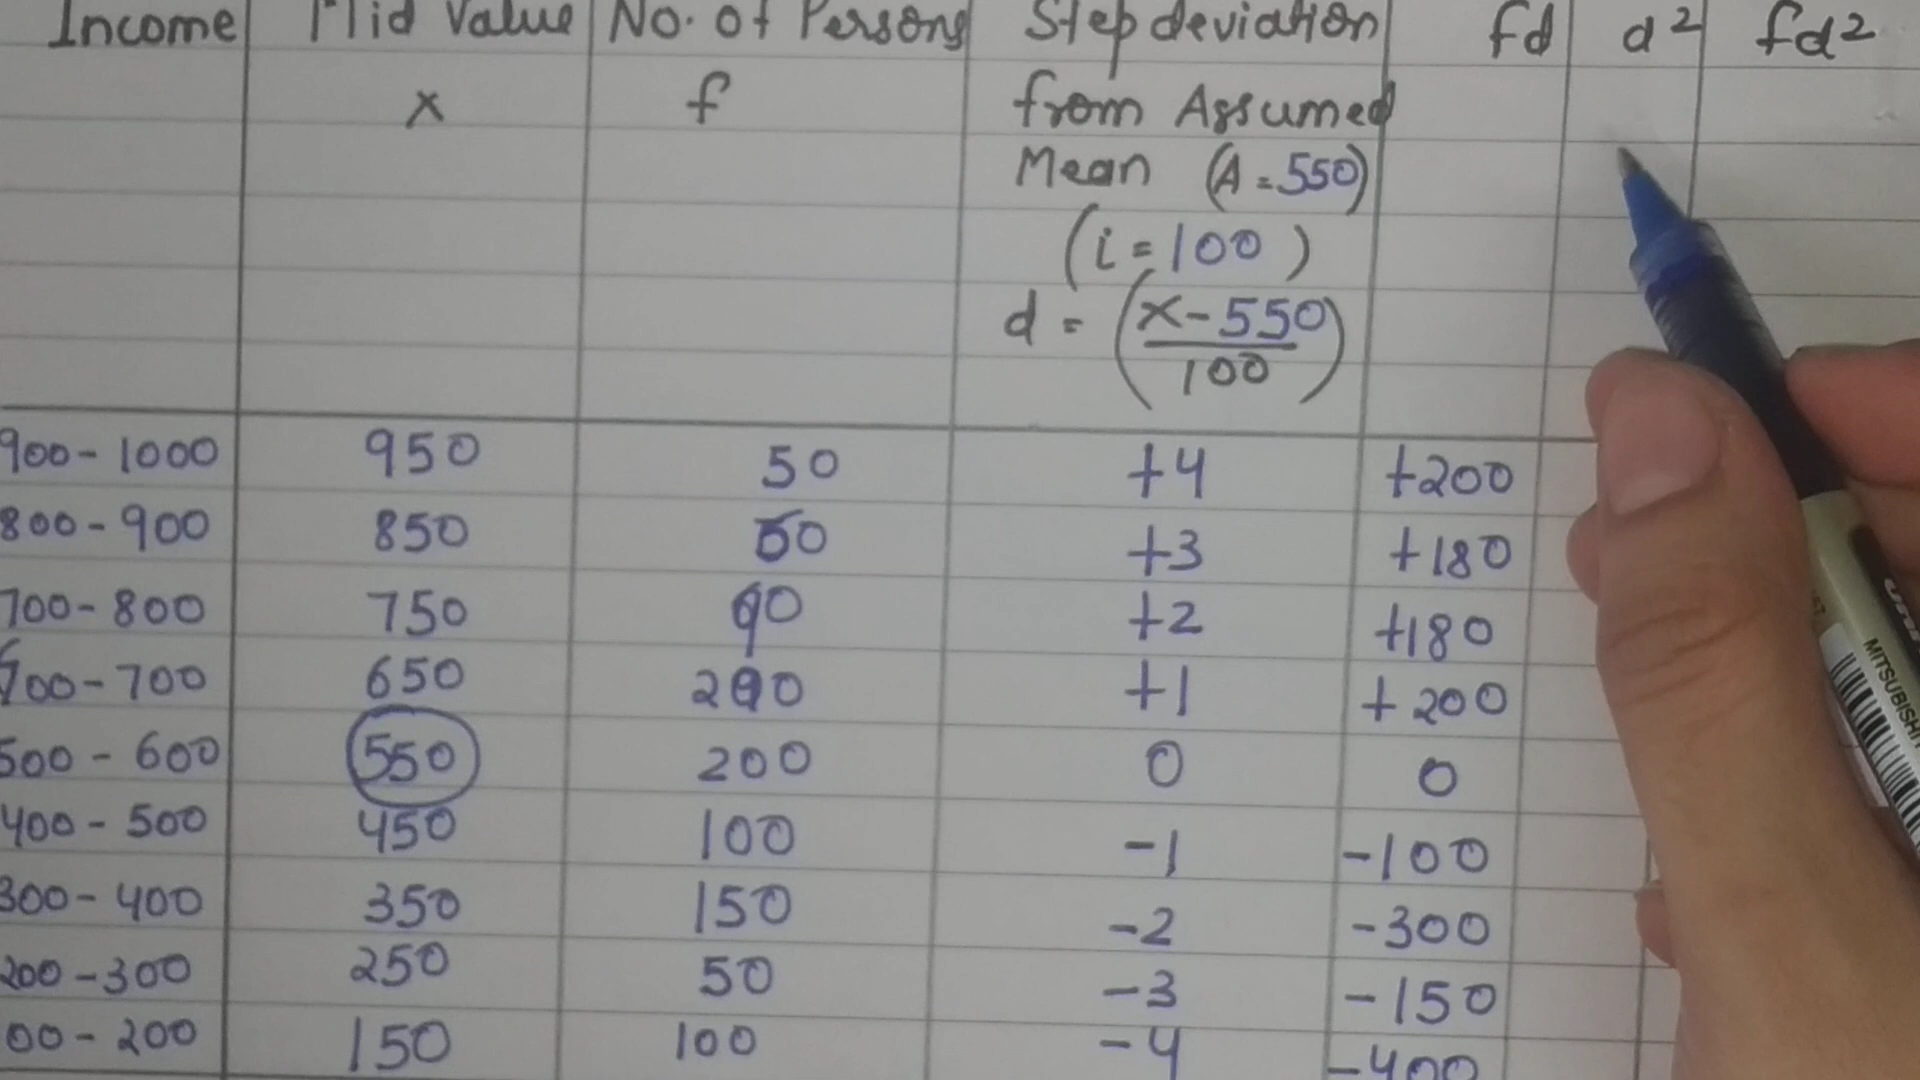 Income Mid Value No. of Persons Step deviation fd d² fd²
x f from Assumed
Mean (A = 550)
(i = 100)
d = (x - 550
100)
900 - 1000 950 50 +4 +200
800 - 900 850 60 +3 +180
700 - 800 750 90 +2 +180
600 - 700 650 200 +1 +200
500 - 600 550 200 0 0
400 - 500 450 100 -1 -100
300 - 400 350 150 -2 -300
200 - 300 250 50 -3 -150
00 - 200 150 100 -4 -400
MITSUBISHI